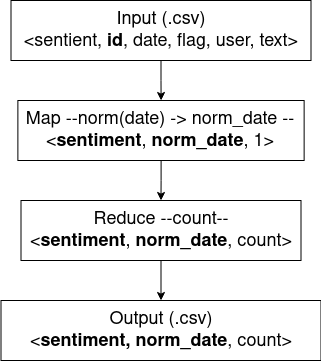 Input (.csv)
<sentient, id, date, flag, user, text>
Map --norm(date) -> norm_date --
<sentiment, norm_date, 1>
Reduce --count--
<sentiment, norm_date, count>
Output (.csv)
<sentiment, norm_date, count>